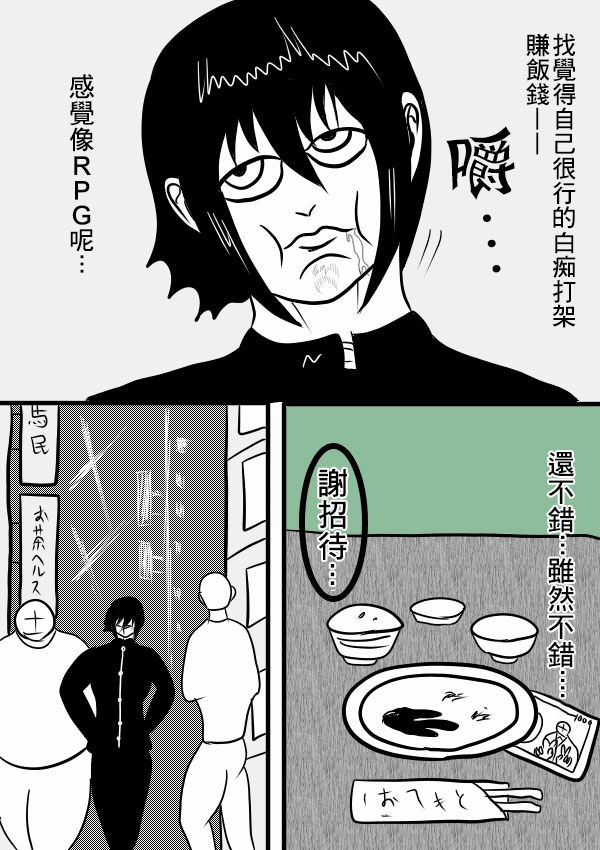 找覺得自己很行的白痴打架
賺飯錢——
嚼…
感覺像RPG呢…
還不錯…雖然不錯…
謝招待…
1000
おてもと
馬民
お茶ヘルス